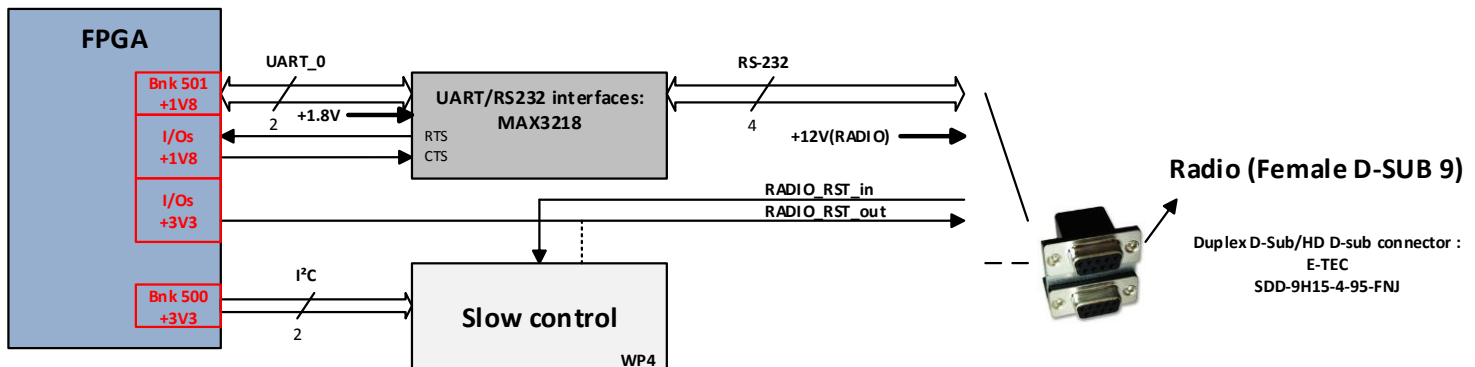 FPGA
Bnk 501
+1V8
I/Os
+1V8
I/Os
+3V3
Bnk 500
+3V3
UART_0
2
+1.8V
UART/RS232 interfaces:
MAX3218
RTS
CTS
RS-232
4
+12V(RADIO)
RADIO_RST_in
RADIO_RST_out
I²C
2
Slow control
WP4
Radio (Female D-SUB 9)
Duplex D-Sub/HD D-sub connector :
E-TEC
SDD-9H15-4-95-FNJ